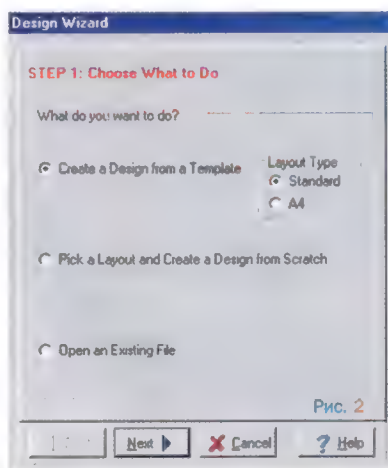 Design Wizard
STEP 1: Choose What to Do
What do you want to do?
Create a Design from a Template
Layout Type
Standard
A4
Pick a Layout and Create a Design from Scratch
Open an Existing File
Рис. 2
Next
Cancel
? Help